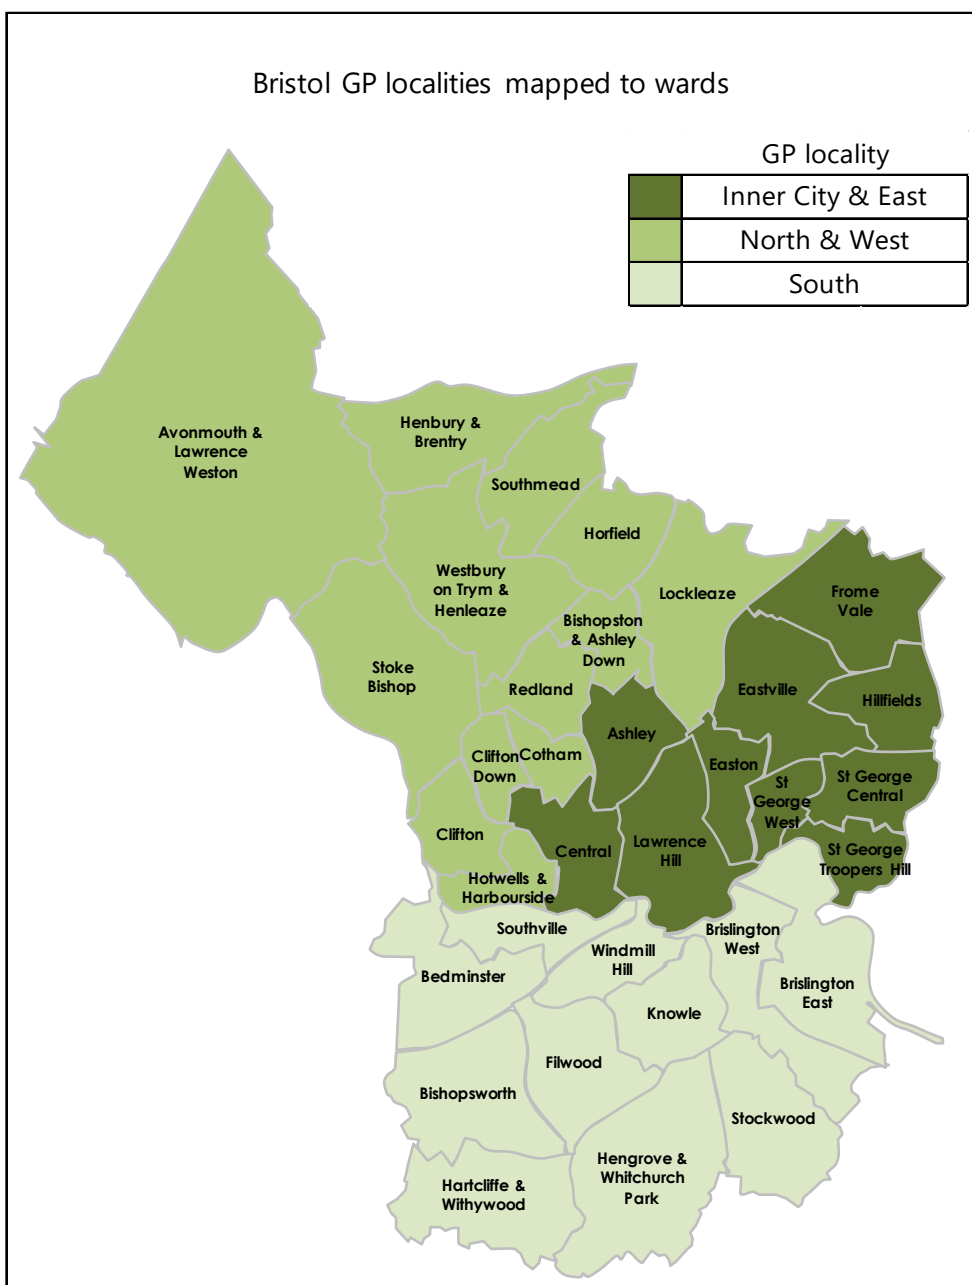 Bristol GP localities mapped to wards
GP locality
Inner City & East
North & West
South
Avonmouth &
Lawrence
Weston
Henbury &
Brentry
Southmead
Horfield
Westbury
on Trym &
Henleaze
Lockleaze
Frome
Vale
Bishopston
& Ashley
Down
Stoke
Bishop
Redland
Eastville
Hillfields
Ashley
Clifton
Down
Cotham
Easton
St
George
West
St George
Central
Clifton
Central
Lawrence
Hill
St George
Troopers Hill
Hotwells &
Harbourside
Southville
Windmill
Hill
Brislington
West
Bedminster
Knowle
Brislington
East
Filwood
Bishopsworth
Stockwood
Hengrove &
Whitchurch
Park
Hartcliffe &
Withywood